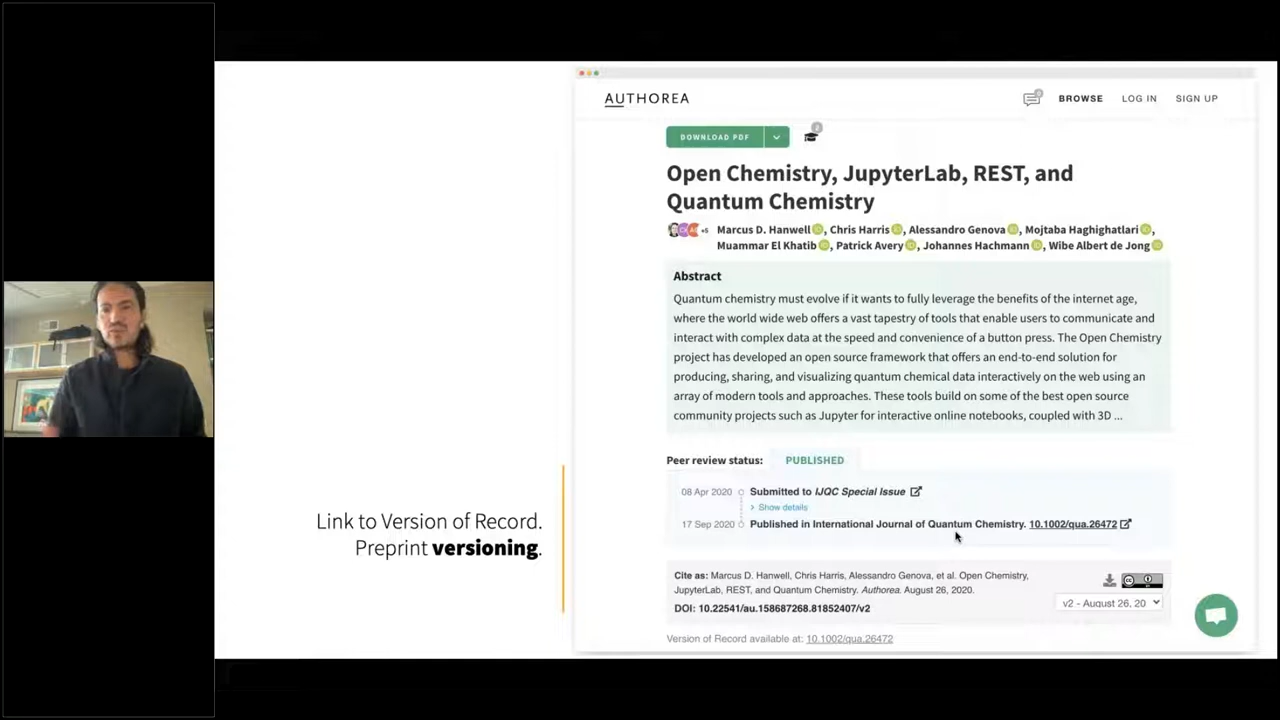 AUTHOREA
0
BROWSE
LOG IN
SIGN UP
DOWNLOAD PDF
2
Open Chemistry, JupyterLab, REST, and
Quantum Chemistry
+5 Marcus D. Hanwell, Chris Harris, Alessandro Genova, Mojtaba Haghighatlari,
Muammar El Khatib, Patrick Avery, Johannes Hachmann, Wibe Albert de Jong
Abstract
Quantum chemistry must evolve if it wants to fully leverage the benefits of the internet age,
where the world wide web offers a vast tapestry of tools that enable users to communicate and
interact with complex data at the speed and convenience of a button press. The Open Chemistry
project has developed an open source framework that offers an end-to-end solution for
producing, sharing, and visualizing quantum chemical data interactively on the web using an
array of modern tools and approaches. These tools build on some of the best open source
community projects such as Jupyter for interactive online notebooks, coupled with 3D ...
Peer review status: PUBLISHED
08 Apr 2020 Submitted to IJQC Special Issue
> Show details
17 Sep 2020 Published in International Journal of Quantum Chemistry. 10.1002/qua.26472
Link to Version of Record.
Preprint versioning.
Cite as: Marcus D. Hanwell, Chris Harris, Alessandro Genova, et al. Open Chemistry,
JupyterLab, REST, and Quantum Chemistry. Authorea. August 26, 2020.
DOI: 10.22541/au.158687268.81852407/v2
v2 - August 26, 20
Version of Record available at: 10.1002/qua.26472